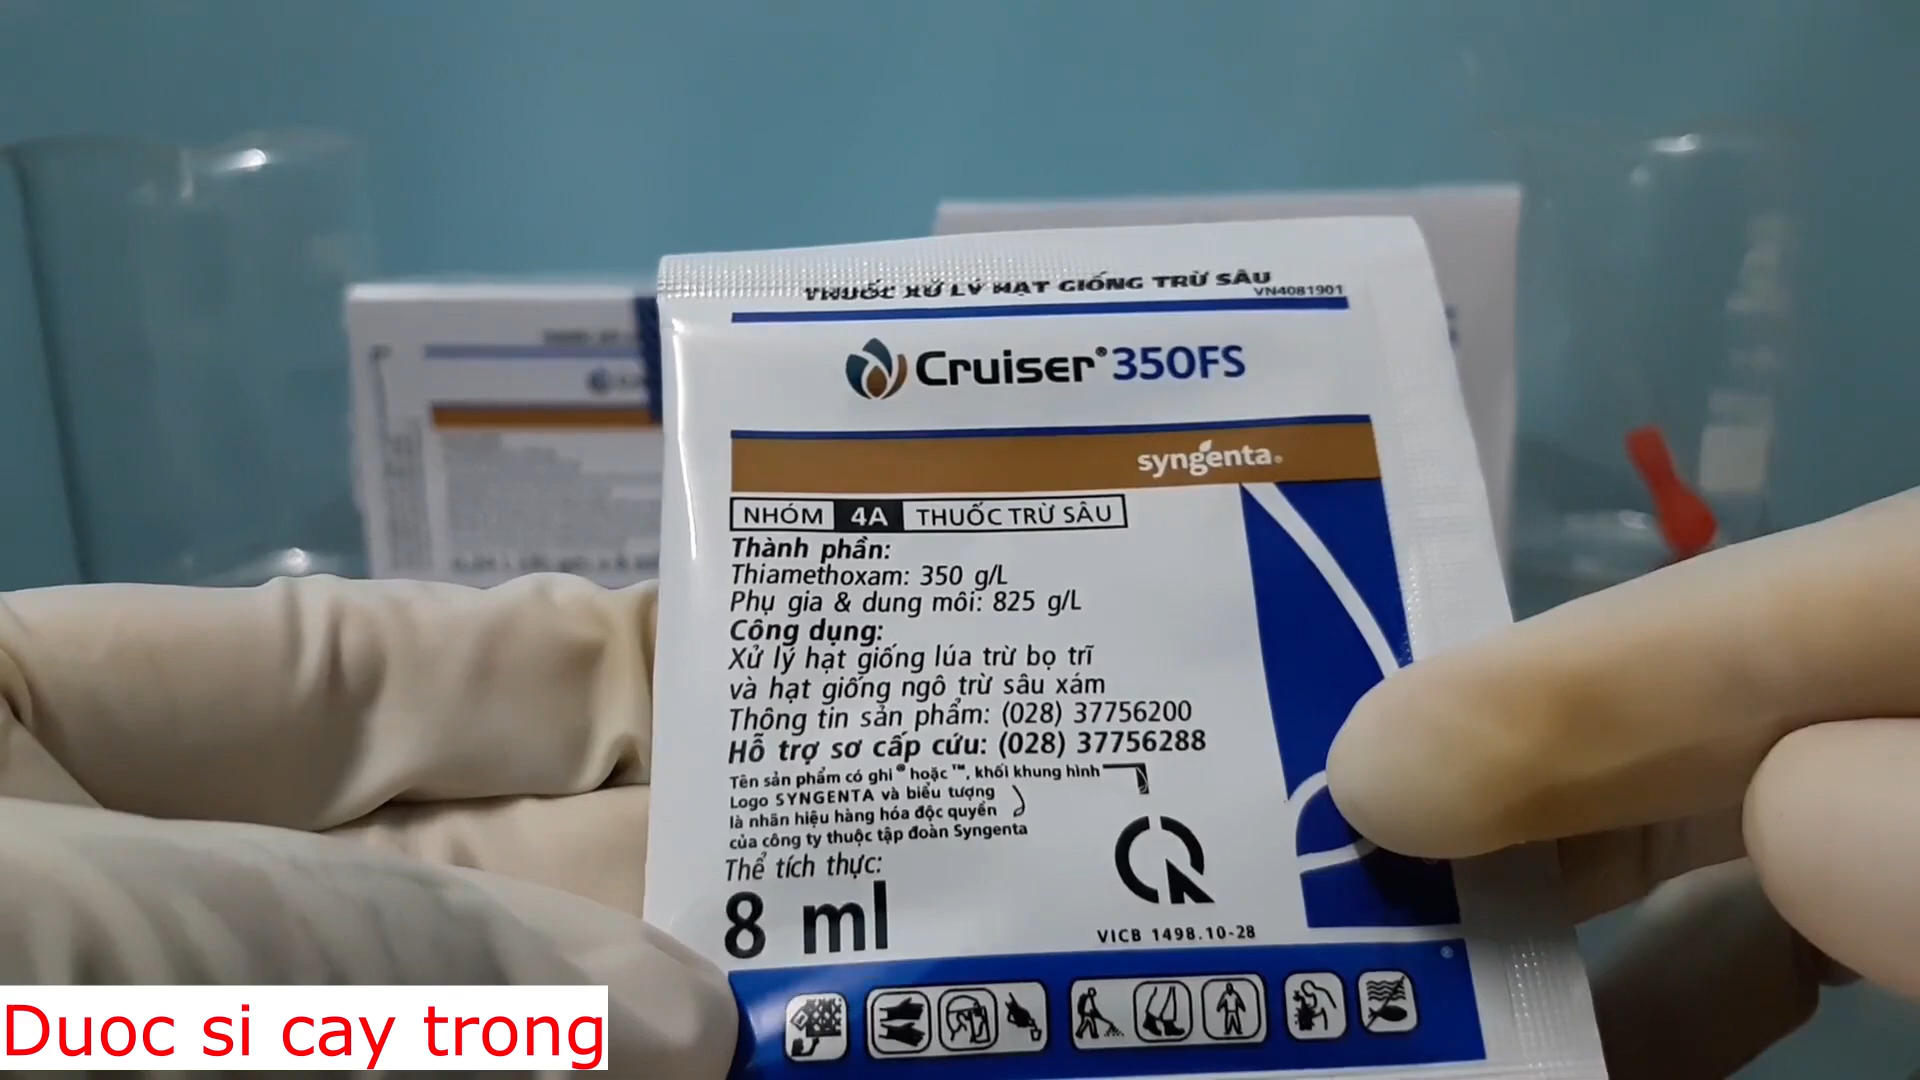 THUỐC XỬ LÝ HẠT GIỐNG TRỪ SÂU
VN4081901
Cruiser® 350FS
syngenta®
NHÓM 4A THUỐC TRỪ SÂU
Thành phần:
Thiamethoxam: 350 g/L
Phụ gia & dung môi: 825 g/L
Công dụng:
Xử lý hạt giống lúa trừ bọ trĩ
và hạt giống ngô trừ sâu xám
Thông tin sản phẩm: (028) 37756200
Hỗ trợ sơ cấp cứu: (028) 37756288
Tên sản phẩm có ghi ® hoặc ™, khối khung hình
Logo SYNGENTA và biểu tượng
là nhãn hiệu hàng hóa độc quyền
của công ty thuộc tập đoàn Syngenta
Thể tích thực:
8 ml
VICB 1498.10-28
®
Duoc si cay trong